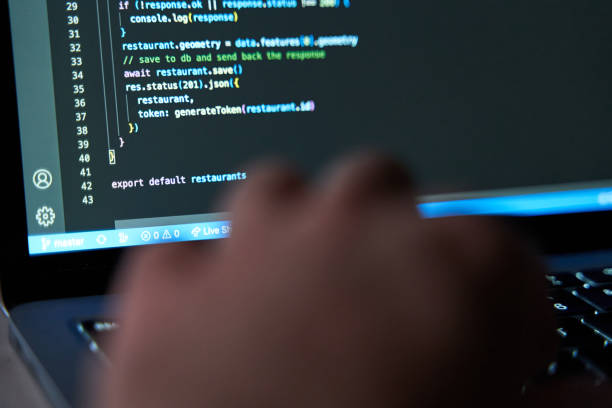 29 if (!response.ok || response.status !== 200) {
30 console.log(response)
31 }
32 restaurant.geometry = data.features[0].geometry
33 // save to db and send back the response
34 await restaurant.save()
35 res.status(201).json({
36 restaurant,
37 token: generateToken(restaurant.id)
38 })
39 }
40 }
41
42 export default restaurants
43
master 0 0 Live Sh